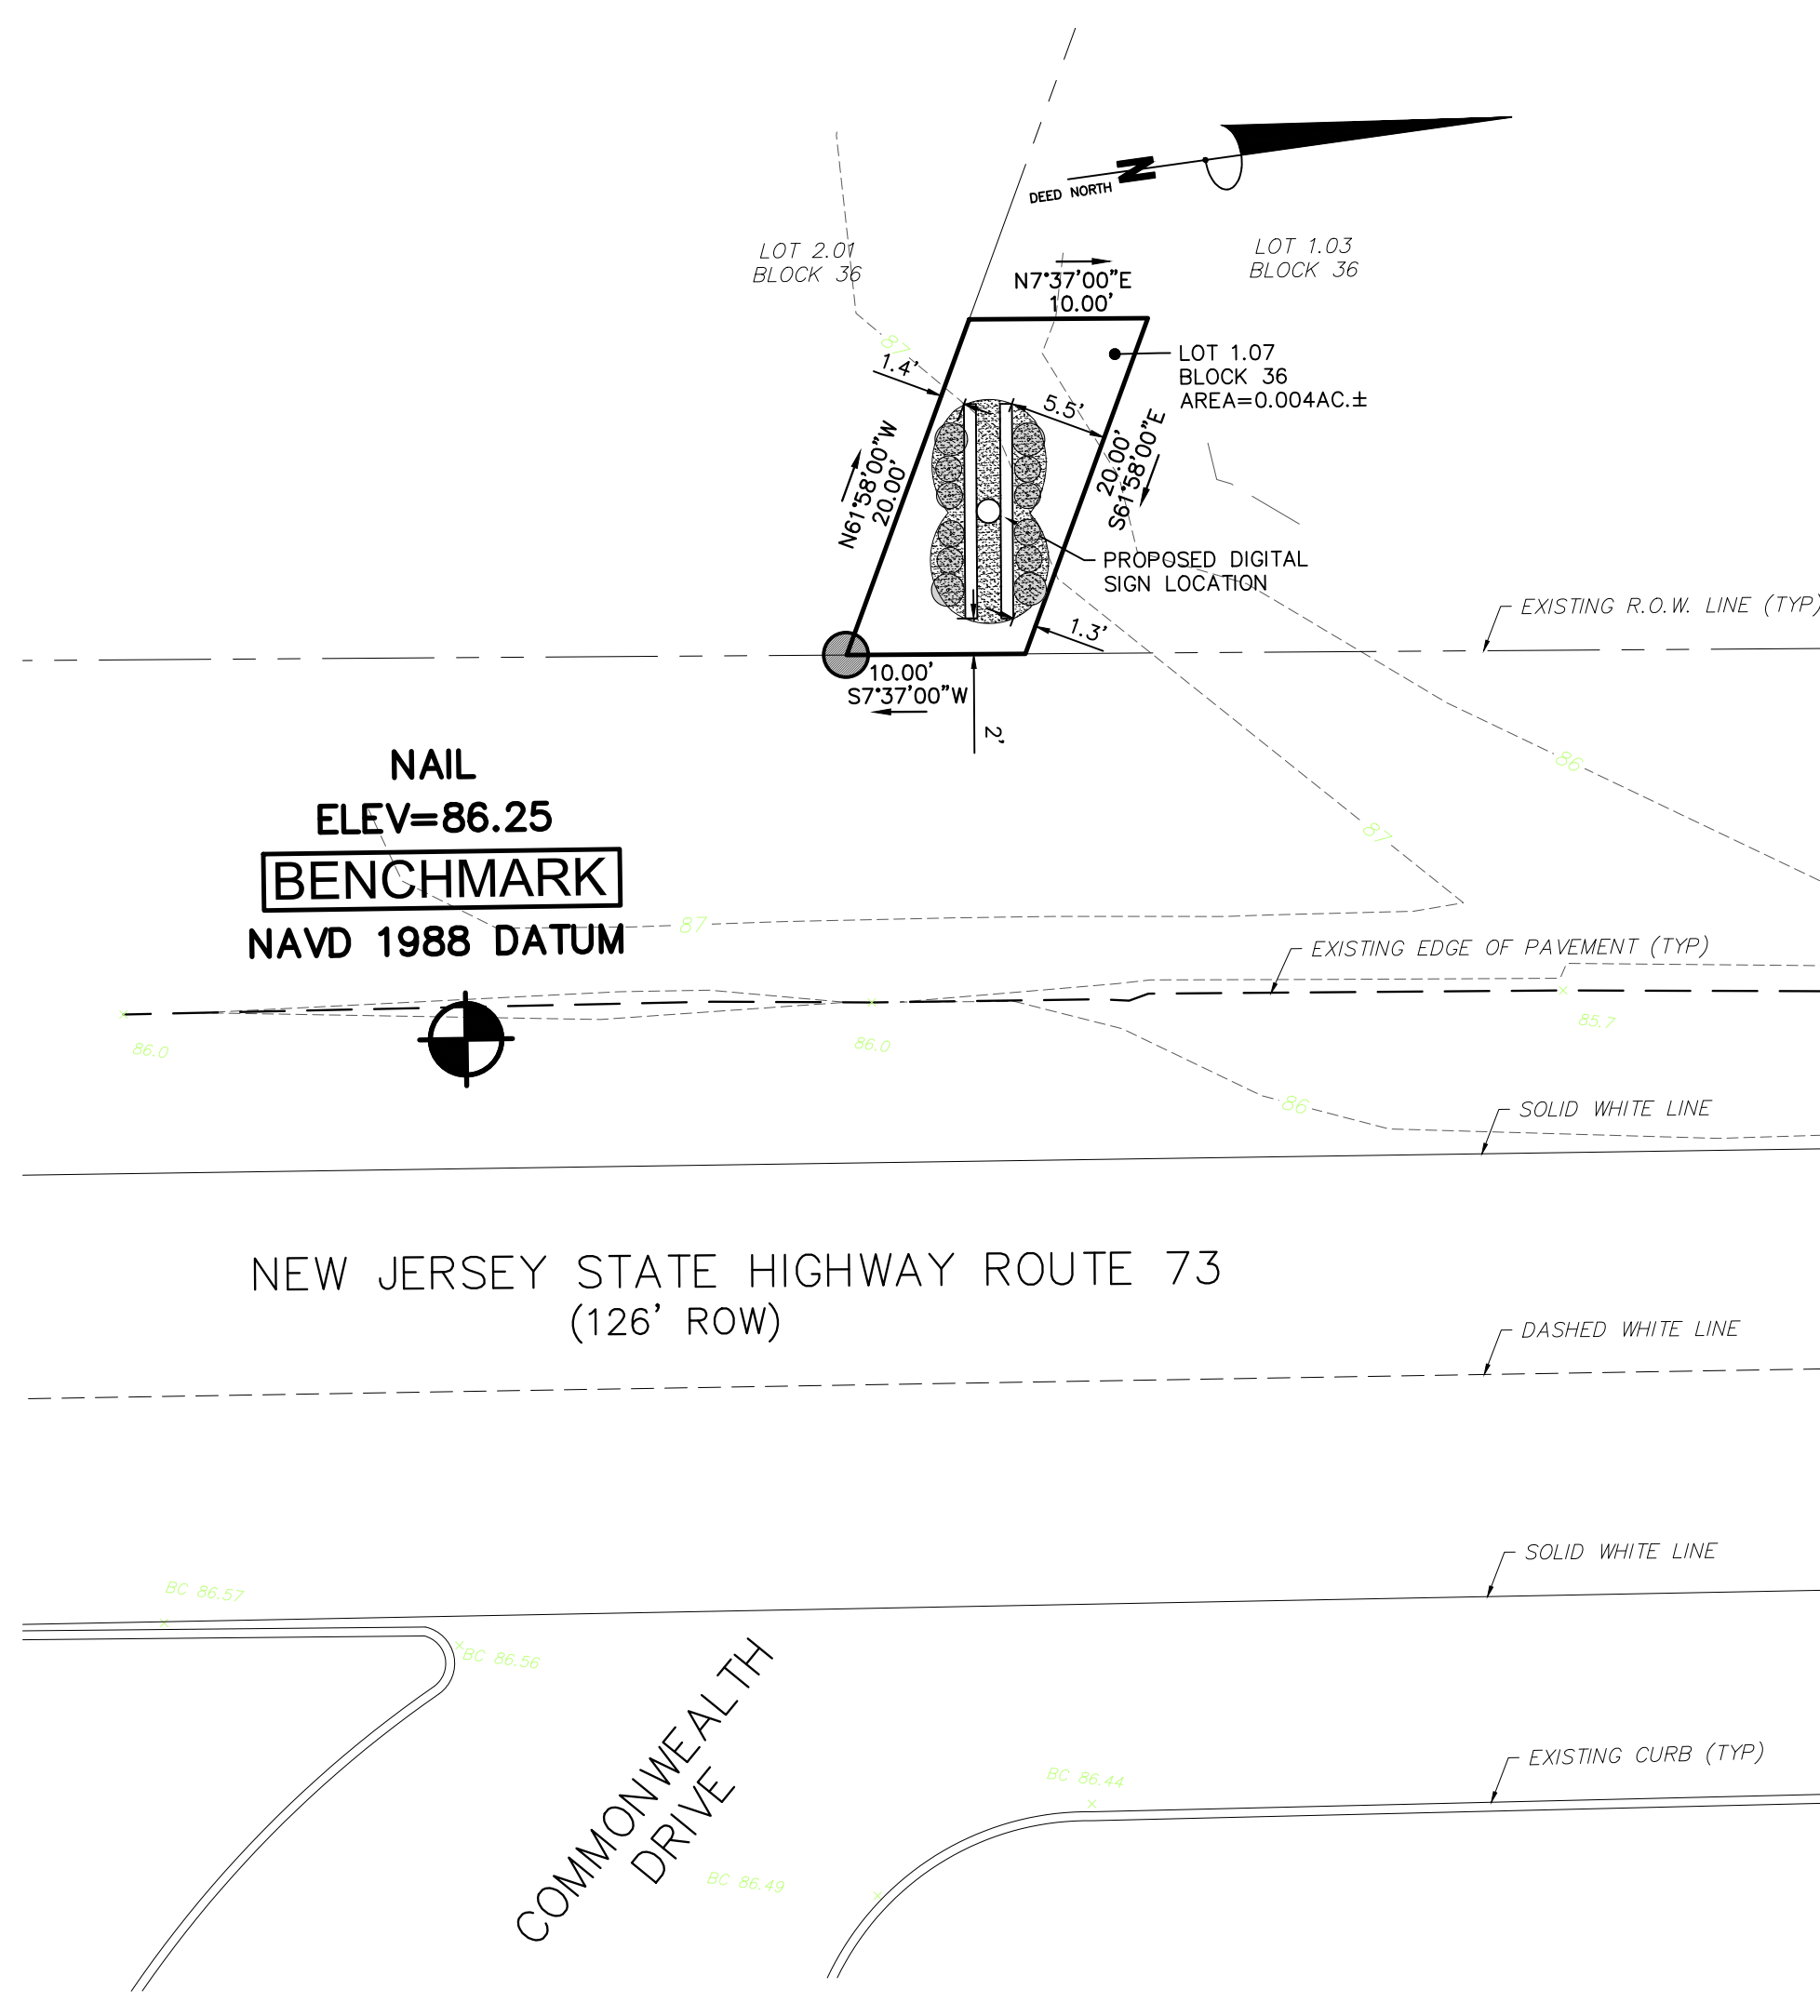 DEED NORTH
N
LOT 2.01
BLOCK 36
LOT 1.03
BLOCK 36
N7°37'00"E
10.00'
87
1.4'
LOT 1.07
BLOCK 36
AREA=0.004AC.±
5.5'
N61°58'00"W
20.00'
20.00'
S61°58'00"E
PROPOSED DIGITAL
SIGN LOCATION
EXISTING R.O.W. LINE (TYP)
1.3'
10.00'
S7°37'00"W
2'
NAIL
ELEV=86.25
BENCHMARK
NAVD 1988 DATUM
86
87
87
EXISTING EDGE OF PAVEMENT (TYP)
86.0
86.0
85.7
86
SOLID WHITE LINE
NEW JERSEY STATE HIGHWAY ROUTE 73
(126' ROW)
DASHED WHITE LINE
SOLID WHITE LINE
BC 86.57
BC 86.56
COMMONWEALTH
DRIVE
BC 86.44
EXISTING CURB (TYP)
BC 86.49